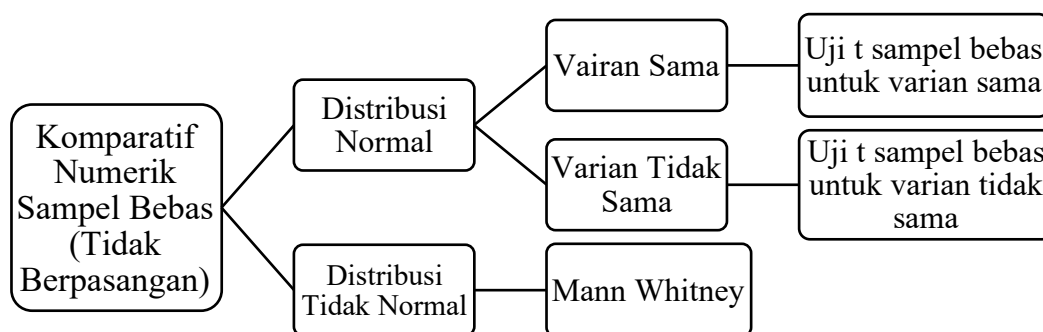 Komparatif
Numerik
Sampel Bebas
(Tidak
Berpasangan)
Distribusi
Normal
Vairan Sama
Uji t sampel bebas
untuk varian sama
Varian Tidak
Sama
Uji t sampel bebas
untuk varian tidak
sama
Distribusi
Tidak Normal
Mann Whitney